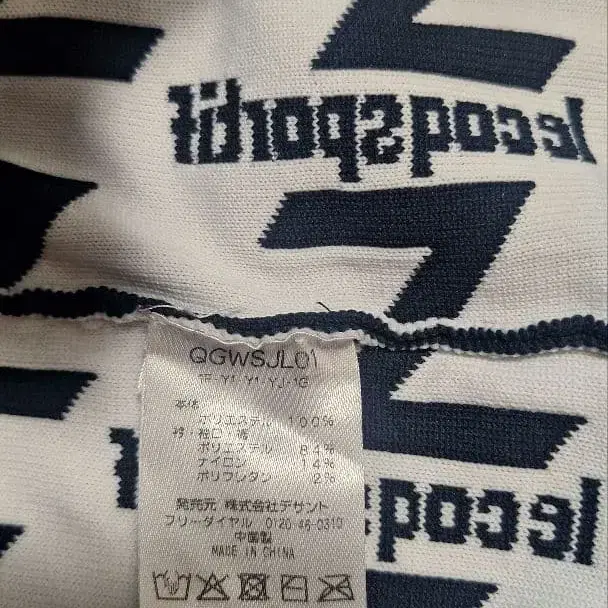 lecoqsportif
QGWSJL01
本体
ポリエステル 100%
衿・袖口・裾
ポリエステル 84%
ナイロン 14%
ポリウレタン 2%
発売元 株式会社デサント
フリーダイヤル 0120-46-0310
中国製
MADE IN CHINA
lecoq